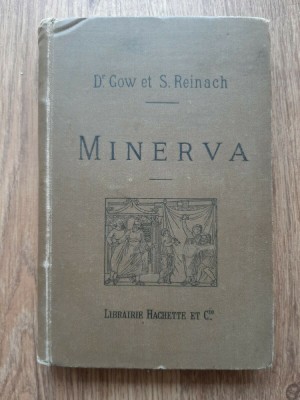 Dr Gow et S. Reinach
MINERVA
LIBRAIRIE HACHETTE ET Cie